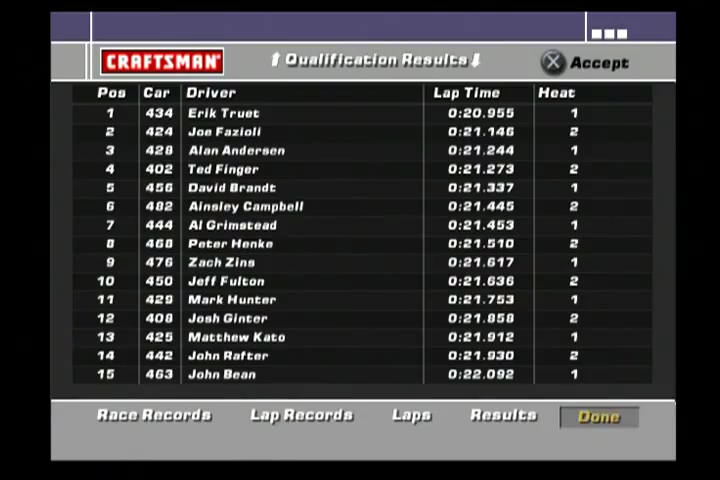 CRAFTSMAN
Qualification Results
Accept
Pos Car Driver Lap Time Heat
1 434 Erik Truet 0:20.955 1
2 424 Joe Fazioli 0:21.146 2
3 428 Alan Andersen 0:21.244 1
4 402 Ted Finger 0:21.273 2
5 456 David Brandt 0:21.337 1
6 482 Ainsley Campbell 0:21.445 2
7 444 Al Grimstead 0:21.453 1
8 468 Peter Henke 0:21.510 2
9 476 Zach Zins 0:21.617 1
10 450 Jeff Fulton 0:21.636 2
11 429 Mark Hunter 0:21.753 1
12 408 Josh Ginter 0:21.858 2
13 425 Matthew Kato 0:21.912 1
14 442 John Rafter 0:21.930 2
15 463 John Bean 0:22.092 1
Race Records Lap Records Laps Results Done